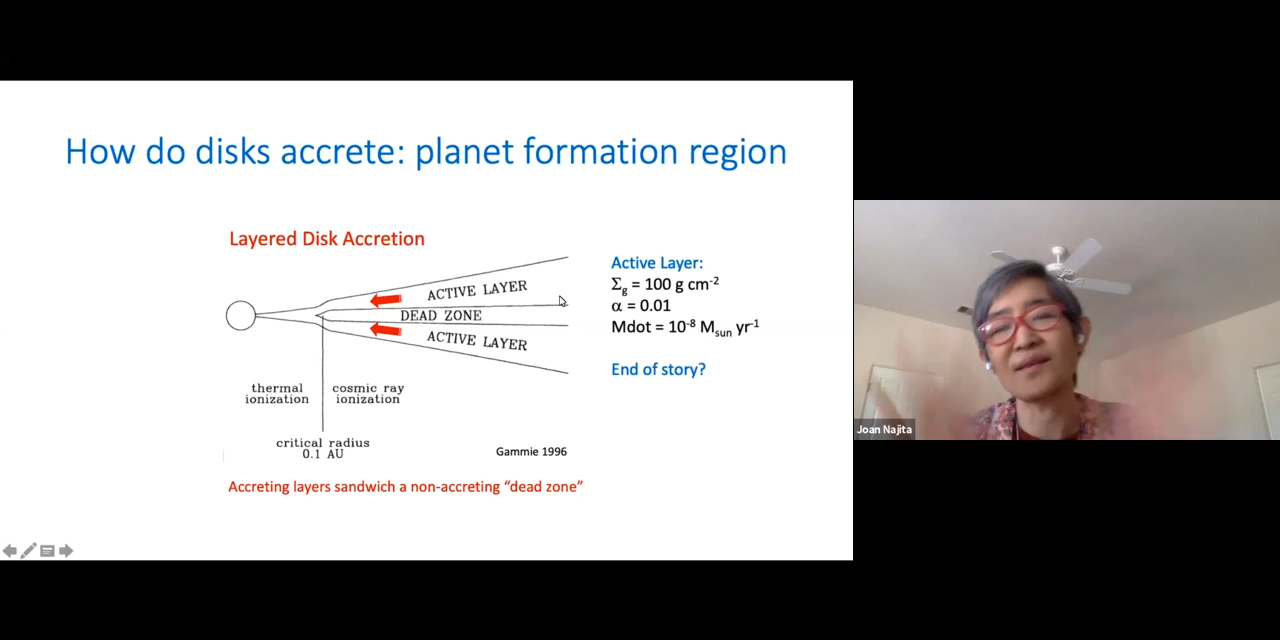 How do disks accrete: planet formation region
Layered Disk Accretion
ACTIVE LAYER
DEAD ZONE
ACTIVE LAYER
thermal
ionization
cosmic ray
ionization
critical radius
0.1 AU
Gammie 1996
Accreting layers sandwich a non-accreting “dead zone”
Active Layer:
Σg = 100 g cm-2
α = 0.01
Mdot = 10-8 Msun yr-1
End of story?
Joan Najita